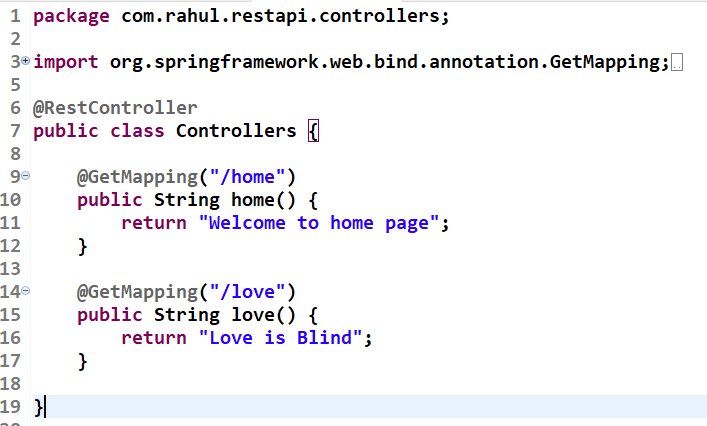 1 package com.rahul.restapi.controllers;
2
3 import org.springframework.web.bind.annotation.GetMapping;
5
6 @RestController
7 public class Controllers {
8
9 @GetMapping("/home")
10 public String home() {
11 return "Welcome to home page";
12 }
13
14 @GetMapping("/love")
15 public String love() {
16 return "Love is Blind";
17 }
18
19 }